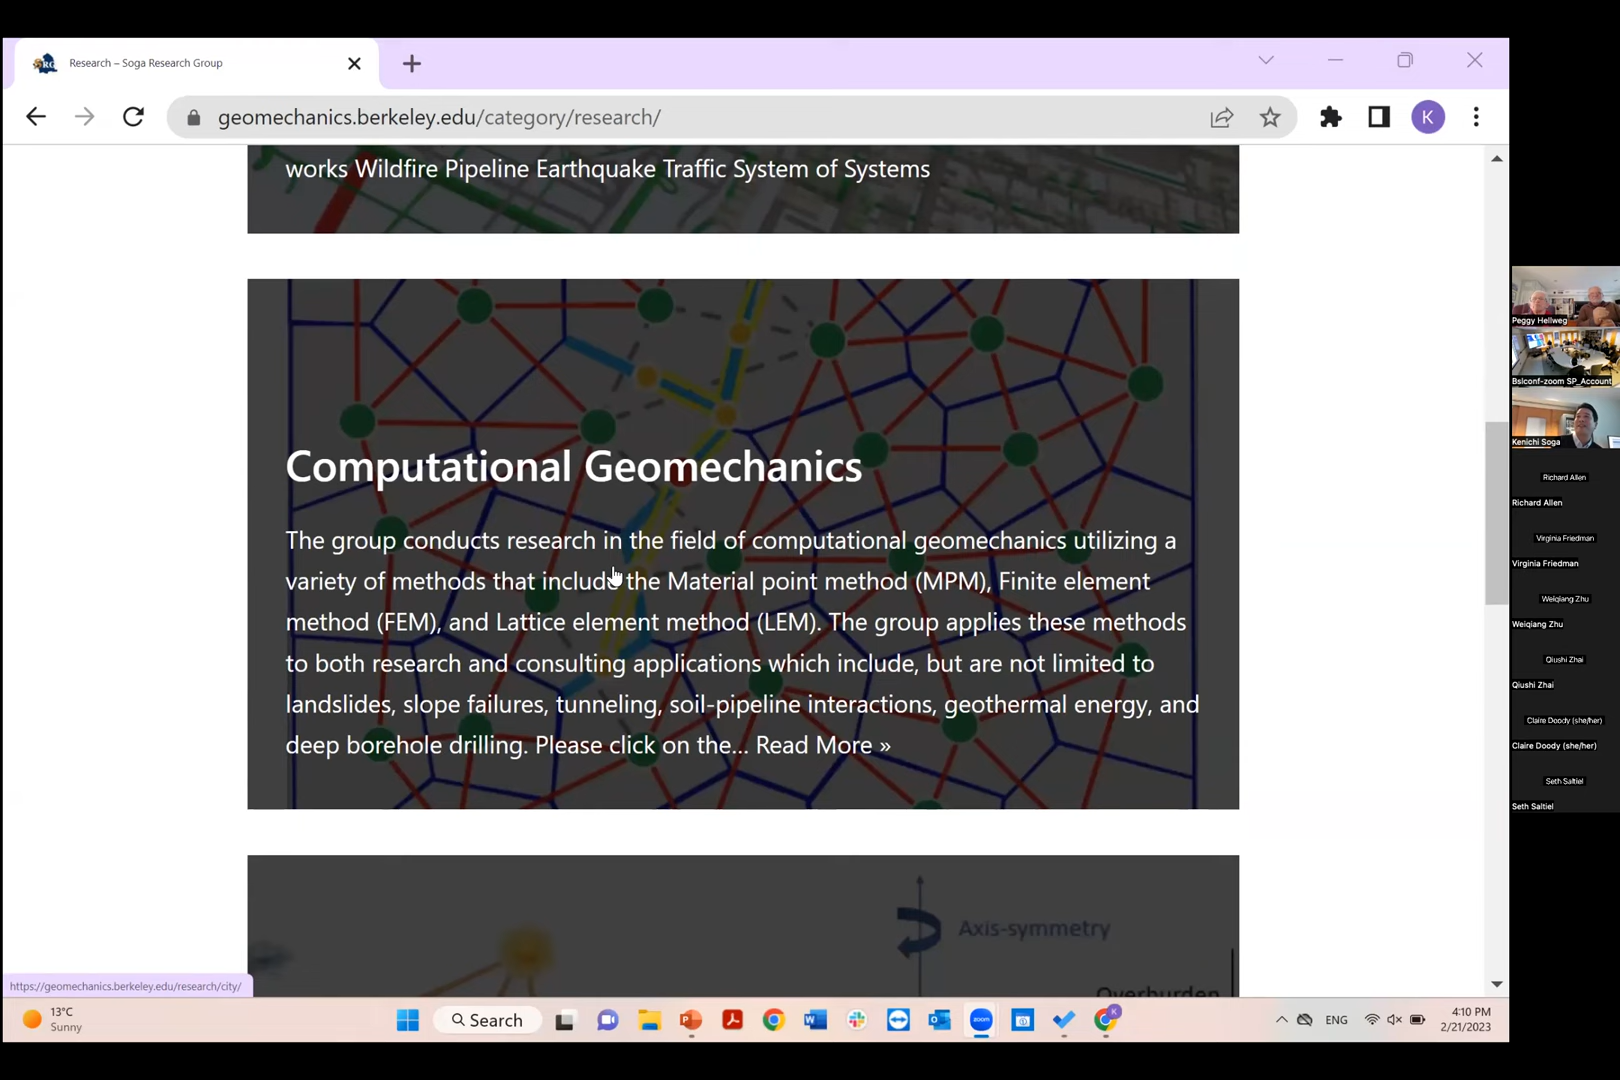 Research – Soga Research Group
geomechanics.berkeley.edu/category/research/
K
works Wildfire Pipeline Earthquake Traffic System of Systems
Computational Geomechanics
The group conducts research in the field of computational geomechanics utilizing a
variety of methods that include the Material point method (MPM), Finite element
method (FEM), and Lattice element method (LEM). The group applies these methods
to both research and consulting applications which include, but are not limited to
landslides, slope failures, tunneling, soil-pipeline interactions, geothermal energy, and
deep borehole drilling. Please click on the... Read More »
Axis-symmetry
Overburden
https://geomechanics.berkeley.edu/research/city/
13°C
Sunny
Search
zoom
K
ENG
4:10 PM
2/21/2023
Peggy Hellweg
Bslconf-zoom SP_Account
Kenichi Soga
Richard Allen
Richard Allen
Virginia Friedman
Virginia Friedman
Weiqiang Zhu
Weiqiang Zhu
Qiushi Zhai
Qiushi Zhai
Claire Doody (she/her)
Claire Doody (she/her)
Seth Saltiel
Seth Saltiel